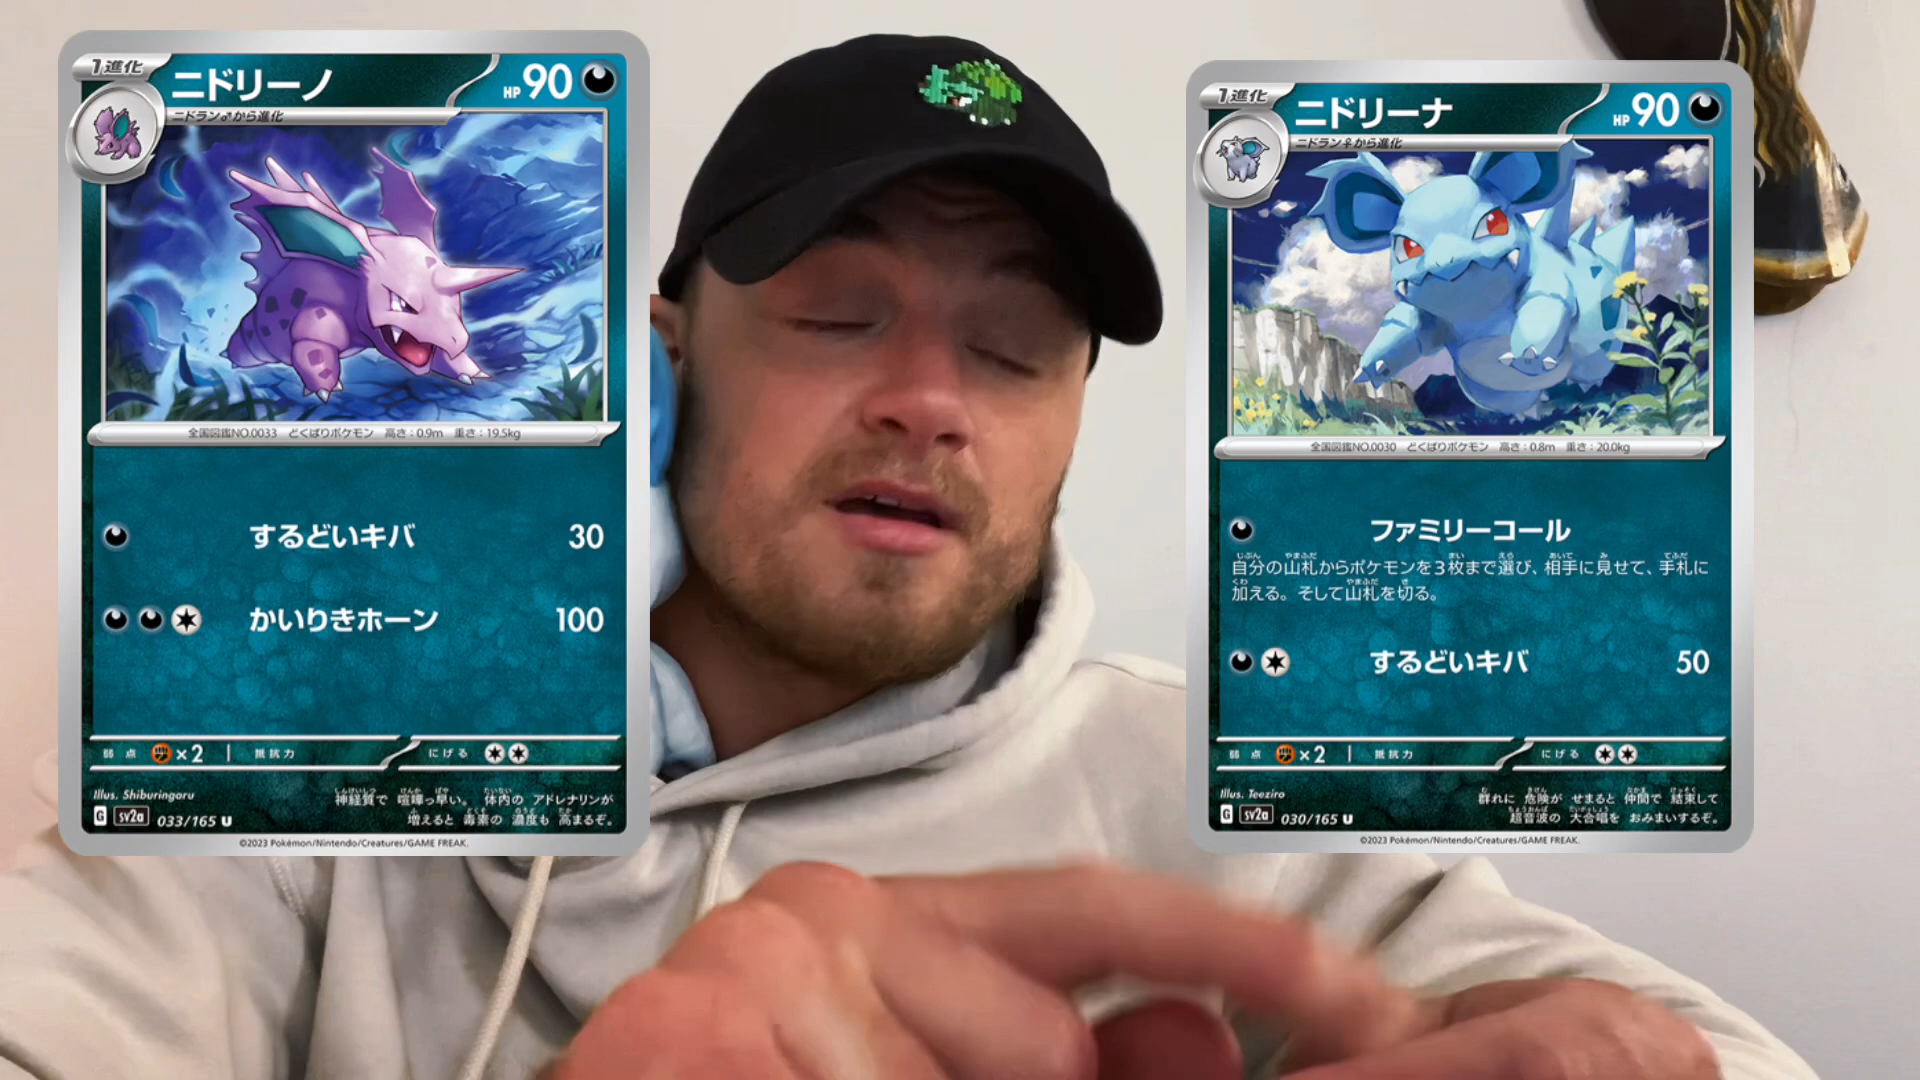 1進化
ニドリーノ
HP 90
ニドラン♂から進化
全国図鑑NO.0033 どくばりポケモン 高さ:0.9m 重さ:19.5kg
するどいキバ 30
かいりきホーン 100
弱点 ×2 抵抗力 にげる
Illus. Shiburingaru
神経質で 喧嘩っ早い。 体内の アドレナリンが
増えると 毒素の 濃度も 高まるぞ。
G sv2a 033/165 U
©2023 Pokémon/Nintendo/Creatures/GAME FREAK.
1進化
ニドリーナ
HP 90
ニドラン♀から進化
全国図鑑NO.0030 どくばりポケモン 高さ:0.8m 重さ:20.0kg
ファミリーコール
自分の山札からポケモンを3枚まで選び、相手に見せて、手札に
加える。そして山札を切る。
するどいキバ 50
弱点 ×2 抵抗力 にげる
Illus. Teeziro
群れに 危険が せまると 仲間で 結束して
超音波の 大合唱を おみまいするぞ。
G sv2a 030/165 U
©2023 Pokémon/Nintendo/Creatures/GAME FREAK.